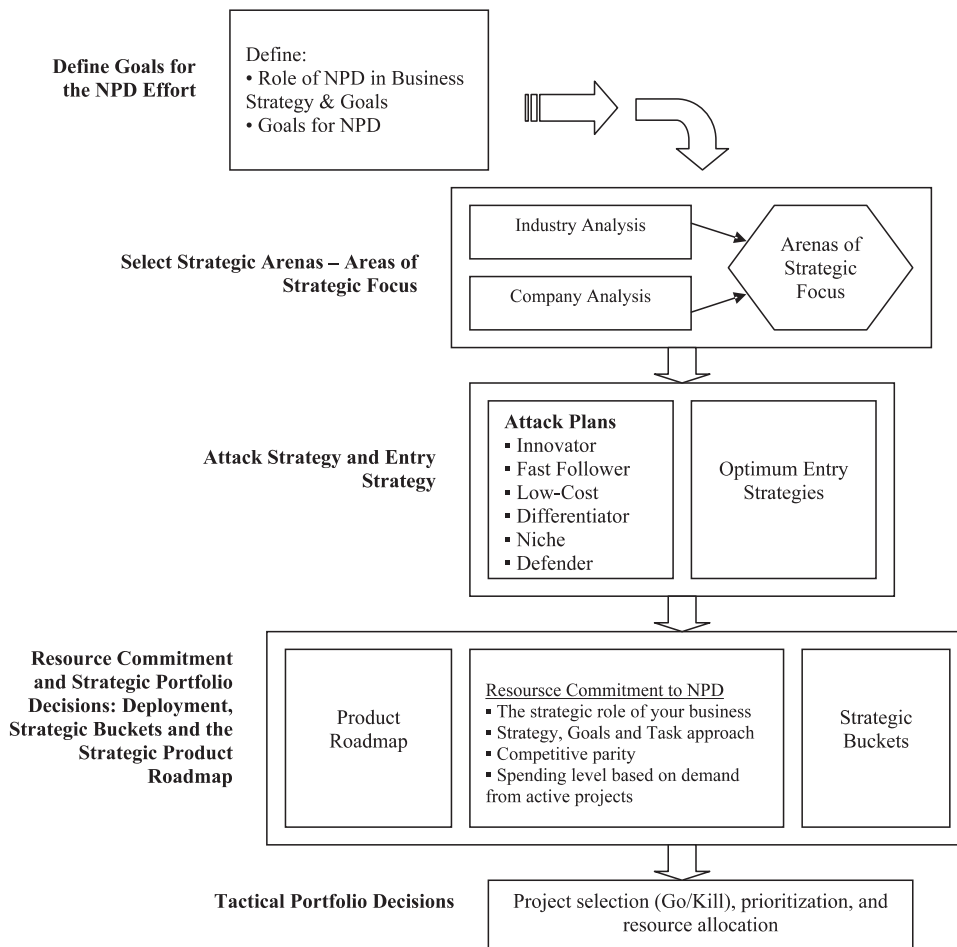 Define Goals for
the NPD Effort
Define:
• Role of NPD in Business
Strategy & Goals
• Goals for NPD
Select Strategic Arenas – Areas of
Strategic Focus
Industry Analysis
Company Analysis
Arenas of
Strategic
Focus
Attack Strategy and Entry
Strategy
Attack Plans
▪ Innovator
▪ Fast Follower
▪ Low-Cost
▪ Differentiator
▪ Niche
▪ Defender
Optimum Entry
Strategies
Resource Commitment
and Strategic Portfolio
Decisions: Deployment,
Strategic Buckets and the
Strategic Product
Roadmap
Product
Roadmap
Resoursce Commitment to NPD
▪ The strategic role of your business
▪ Strategy, Goals and Task approach
▪ Competitive parity
▪ Spending level based on demand
from active projects
Strategic
Buckets
Tactical Portfolio Decisions
Project selection (Go/Kill), prioritization, and
resource allocation